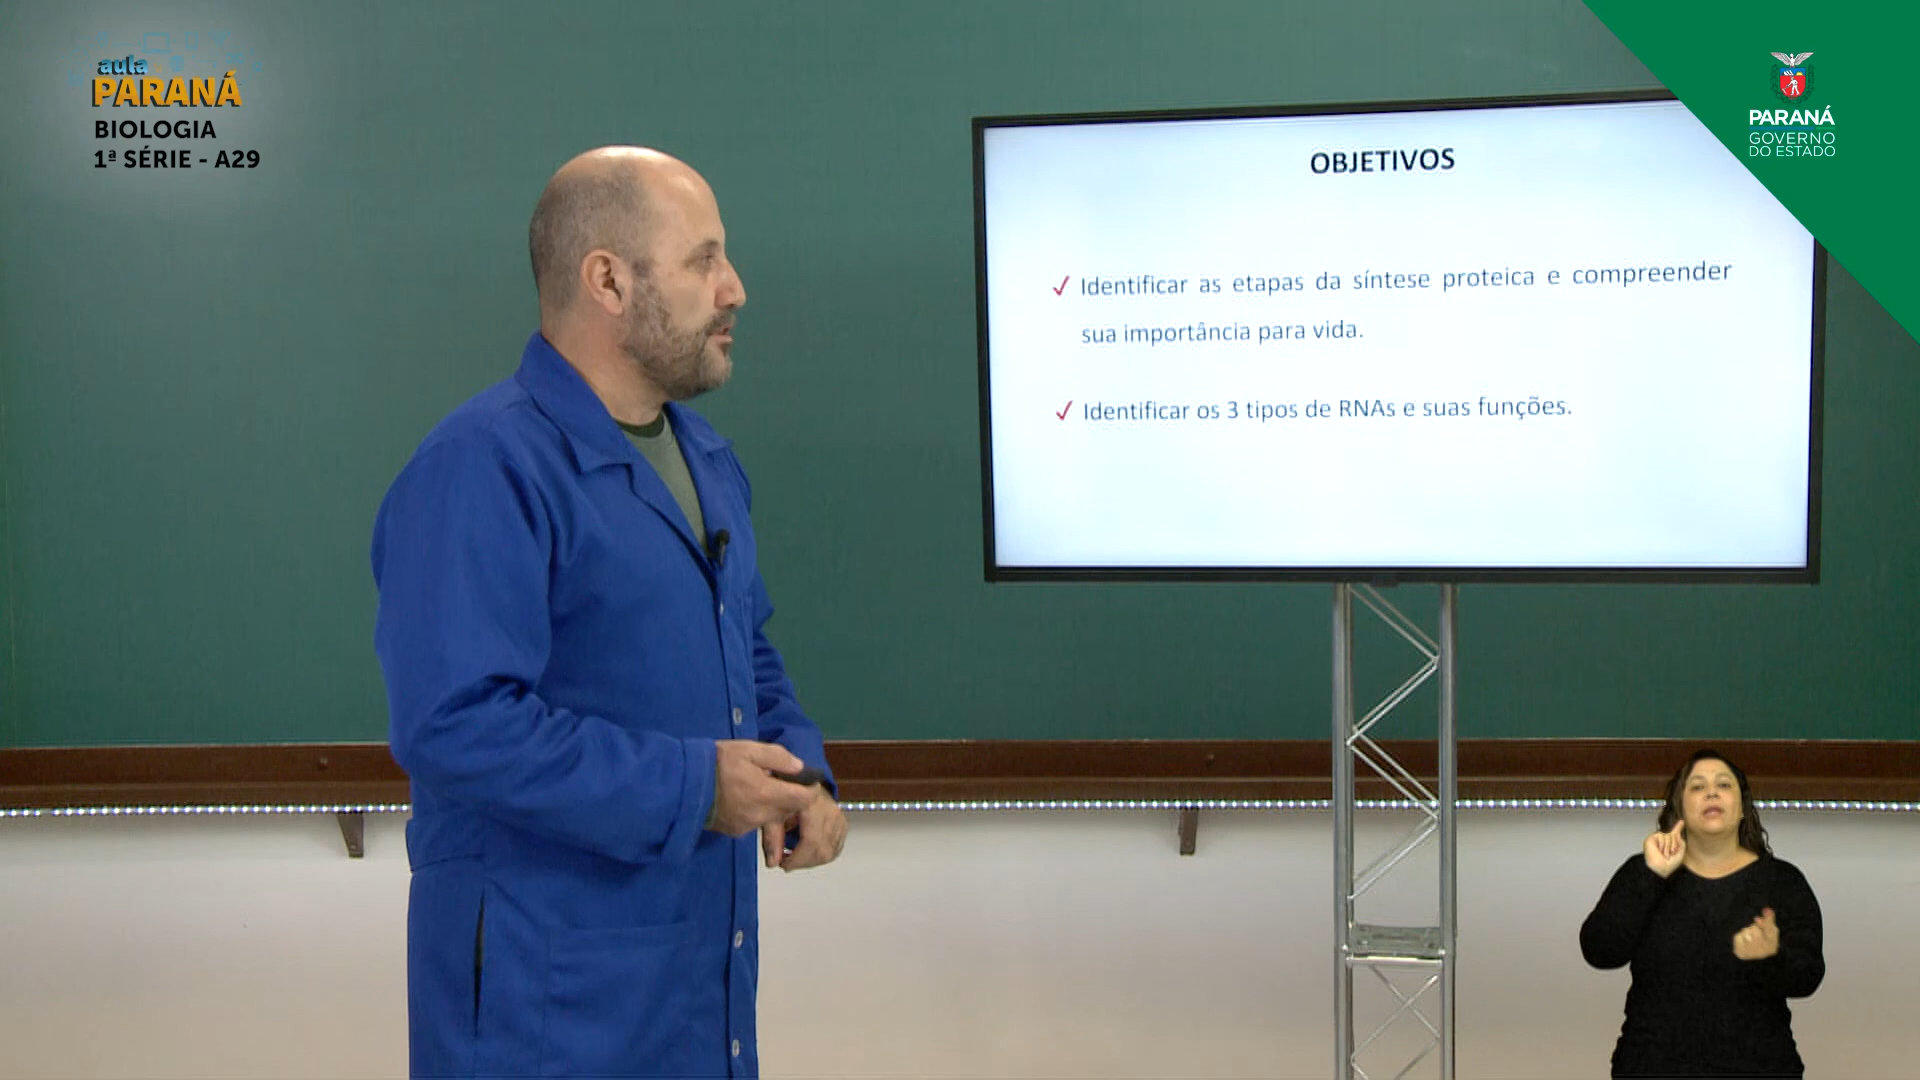 aula
PARANÁ
BIOLOGIA
1ª SÉRIE - A29
PARANÁ
GOVERNO
DO ESTADO
OBJETIVOS
✓ Identificar as etapas da síntese proteica e compreender
sua importância para vida.
✓ Identificar os 3 tipos de RNAs e suas funções.